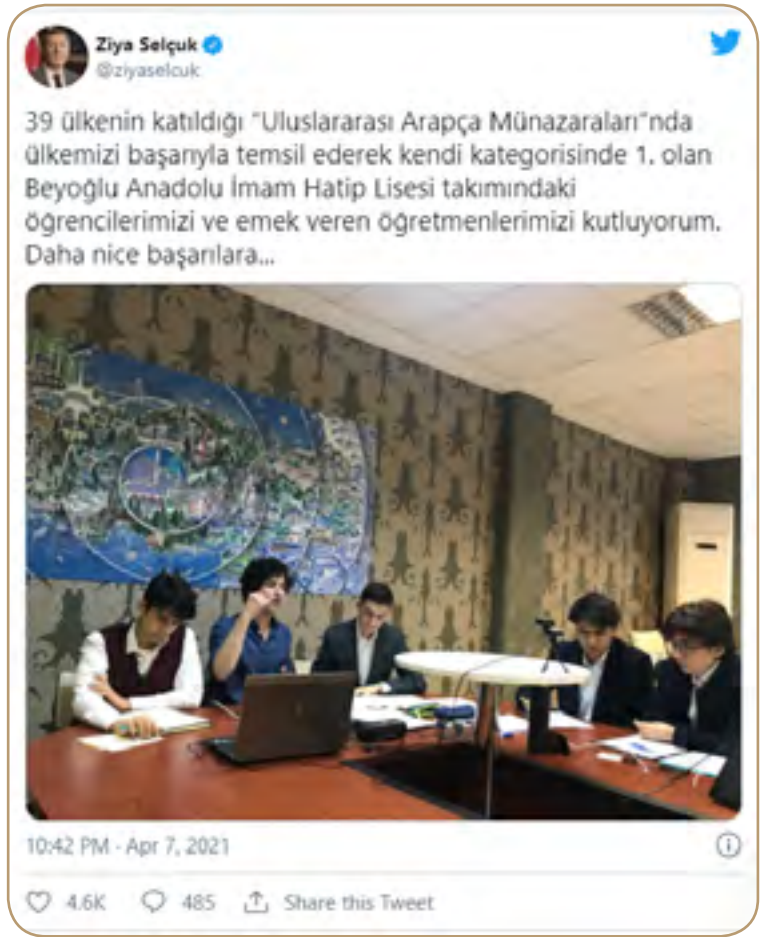 Ziya Selçuk
@ziyaselcuk
39 ülkenin katıldığı "Uluslararası Arapça Münazaraları"nda
ülkemizi başarıyla temsil ederek kendi kategorisinde 1. olan
Beyoğlu Anadolu İmam Hatip Lisesi takımındaki
öğrencilerimizi ve emek veren öğretmenlerimizi kutluyorum.
Daha nice başarılara...
10:42 PM · Apr 7, 2021
4.6K 485 Share this Tweet